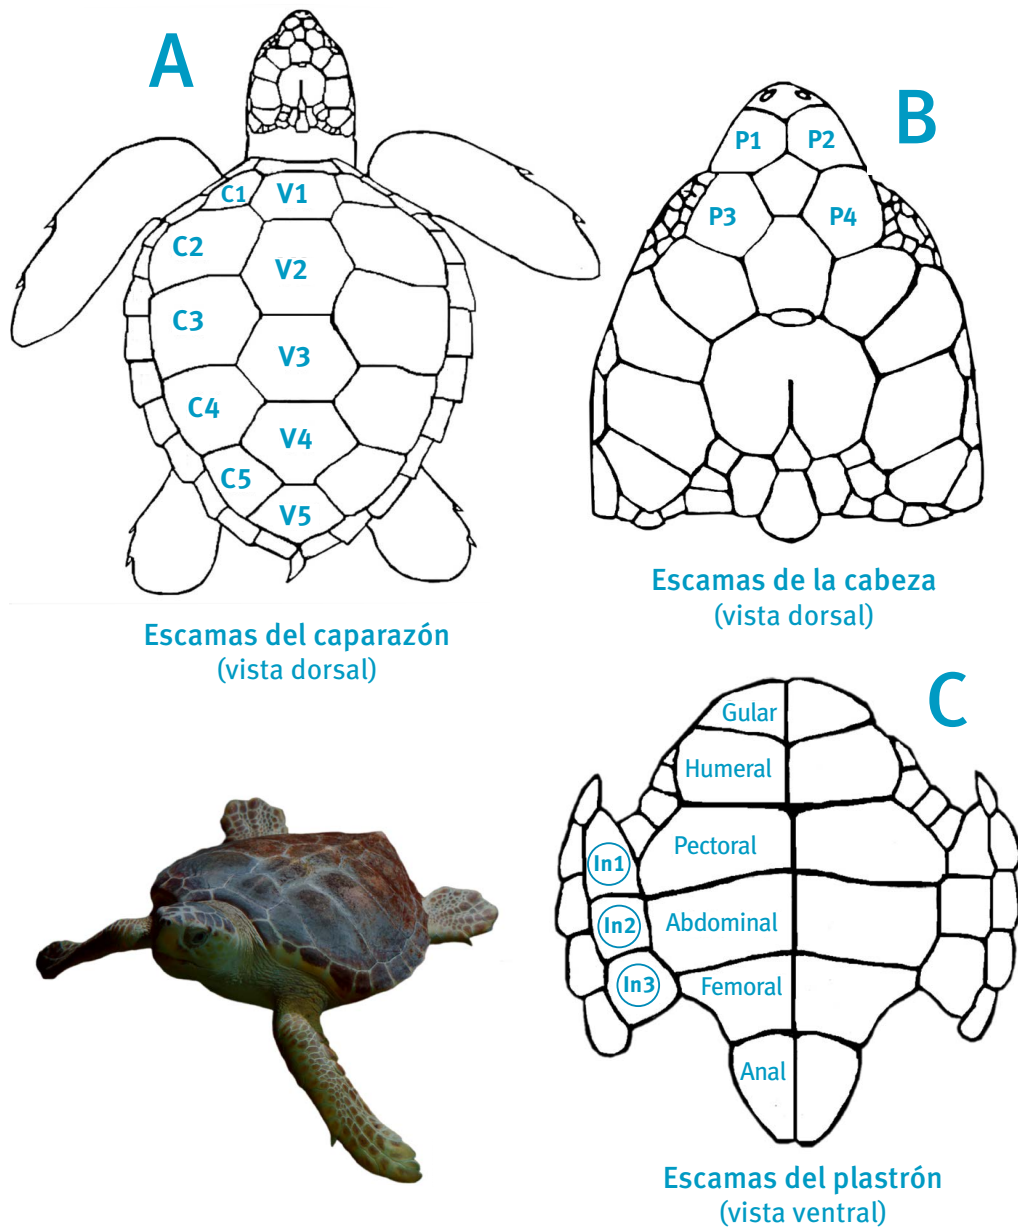 A
C1
V1
C2
V2
C3
V3
C4
V4
C5
V5
Escamas del caparazón
(vista dorsal)
B
P1
P2
P3
P4
Escamas de la cabeza
(vista dorsal)
C
Gular
Humeral
Pectoral
In1
Abdominal
In2
Femoral
In3
Anal
Escamas del plastrón
(vista ventral)